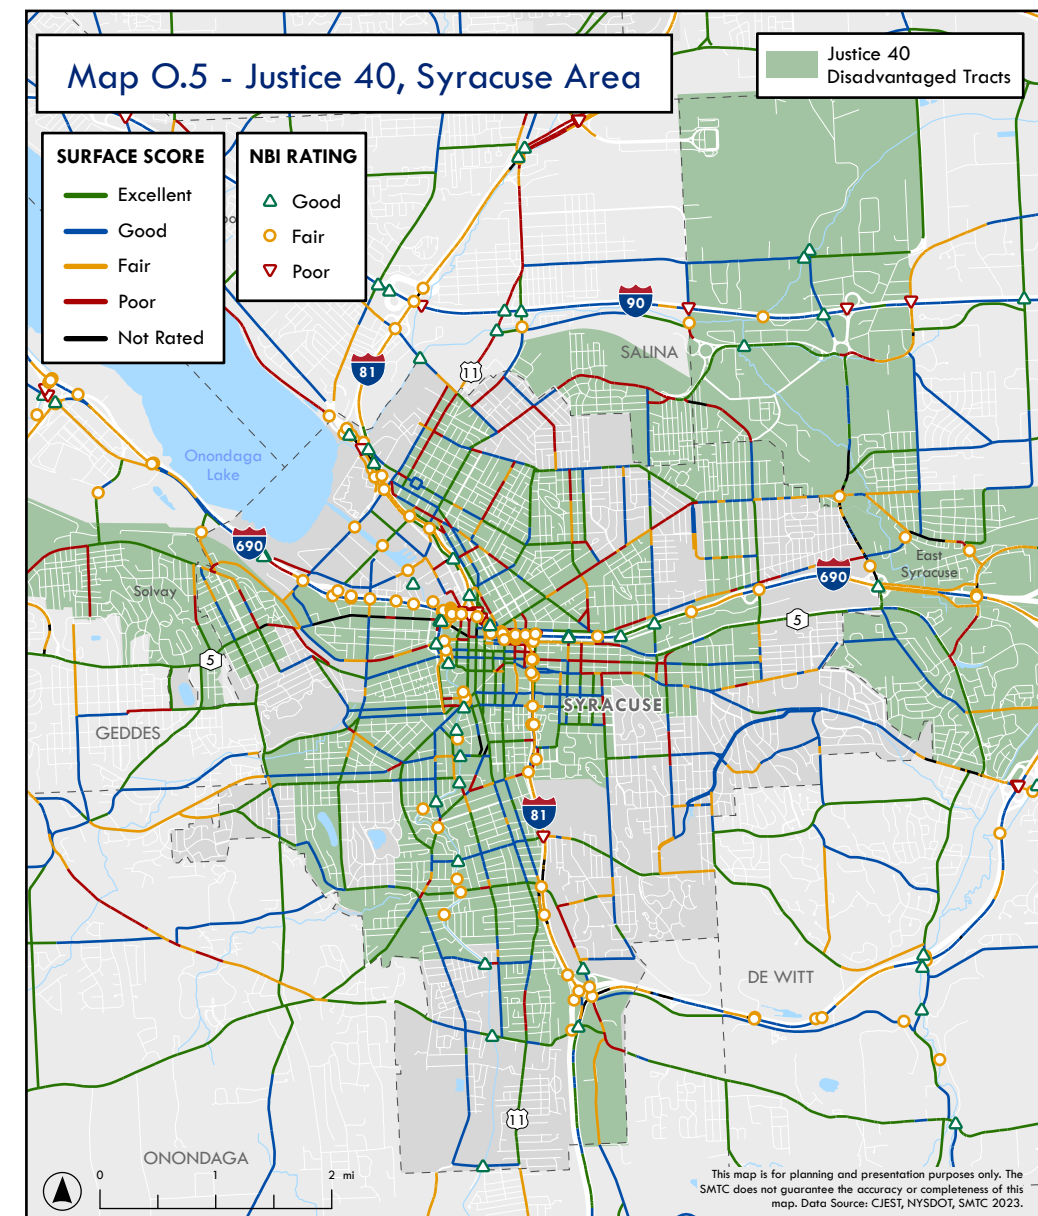 Map O.5 - Justice 40, Syracuse Area
Justice 40
Disadvantaged Tracts
SURFACE SCORE
Excellent
Good
Fair
Poor
Not Rated
NBI RATING
Good
Fair
Poor
90
SALINA
81
11
Onondaga
Lake
690
690
East
Syracuse
Solvay
5
5
SYRACUSE
GEDDES
81
DE WITT
11
ONONDAGA
0
2 mi
This map is for planning and presentation purposes only. The
SMTC does not guarantee the accuracy or completeness of this
map. Data Source: CJEST, NYSDOT, SMTC 2023.